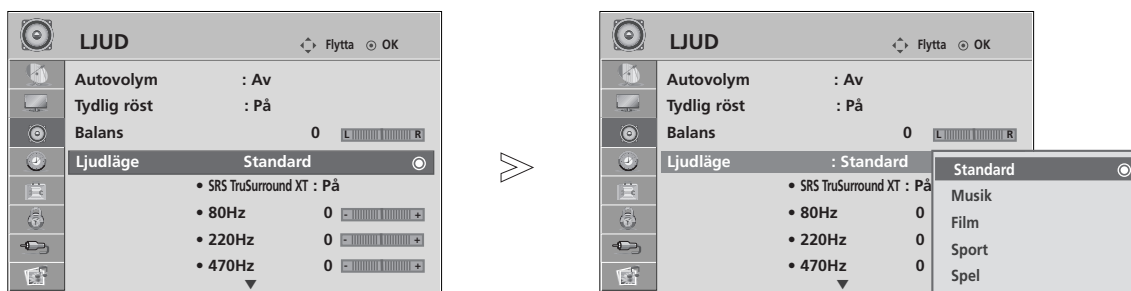 LJUD Flytta OK
Autovolym : Av
Tydlig röst : På
Balans 0 L R
Ljudläge Standard
• SRS TruSurround XT : På
• 80Hz 0 - +
• 220Hz 0 - +
• 470Hz 0 - +
LJUD Flytta OK
Autovolym : Av
Tydlig röst : På
Balans 0 L R
Ljudläge : Standard
• SRS TruSurround XT : På
• 80Hz 0
• 220Hz 0
• 470Hz 0
Standard
Musik
Film
Sport
Spel